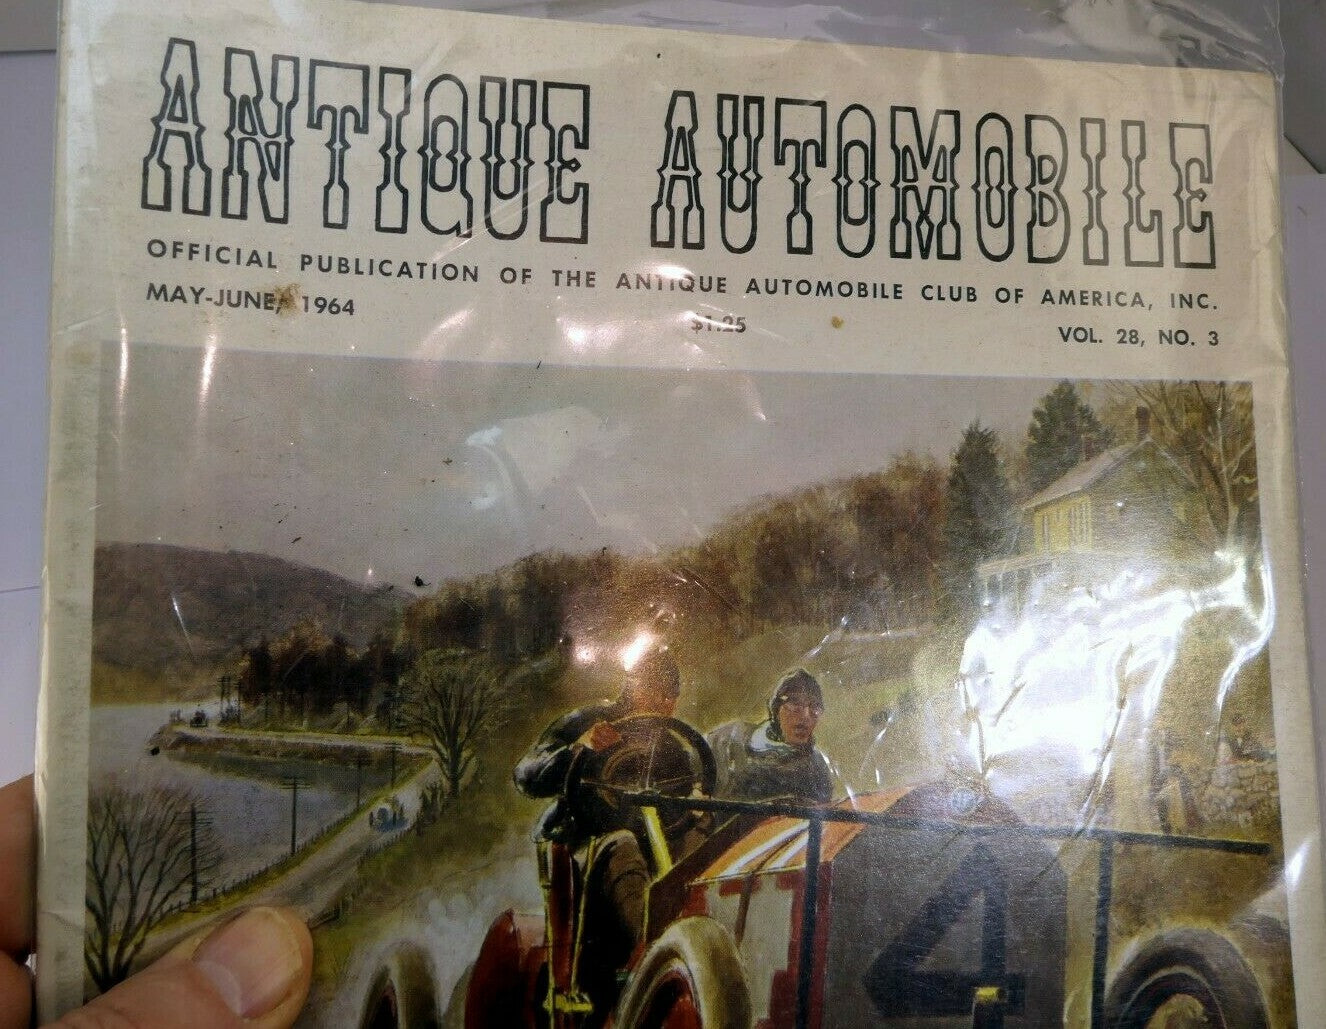 ANTIQUE AUTOMOBILE
OFFICIAL PUBLICATION OF THE ANTIQUE AUTOMOBILE CLUB OF AMERICA, INC.
MAY-JUNE, 1964 $1.25 VOL. 28, NO. 3
4